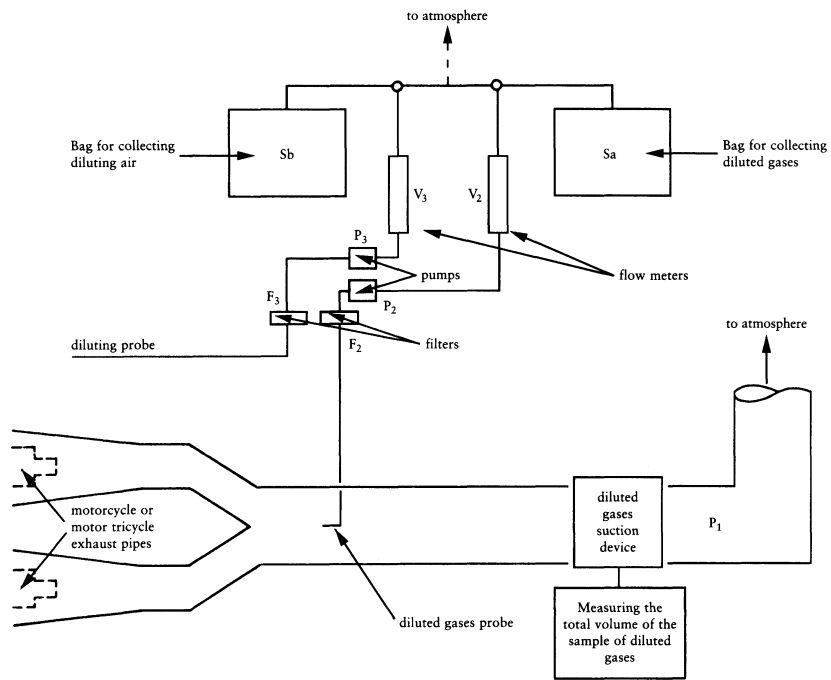 to atmosphere
Bag for collecting
diluting air
Sb
Sa
Bag for collecting
diluted gases
V3
V2
P3
pumps
flow meters
F3
P2
filters
F2
diluting probe
to atmosphere
motorcycle or
motor tricycle
exhaust pipes
diluted
gases
suction
device
P1
diluted gases probe
Measuring the
total volume of the
sample of diluted
gases